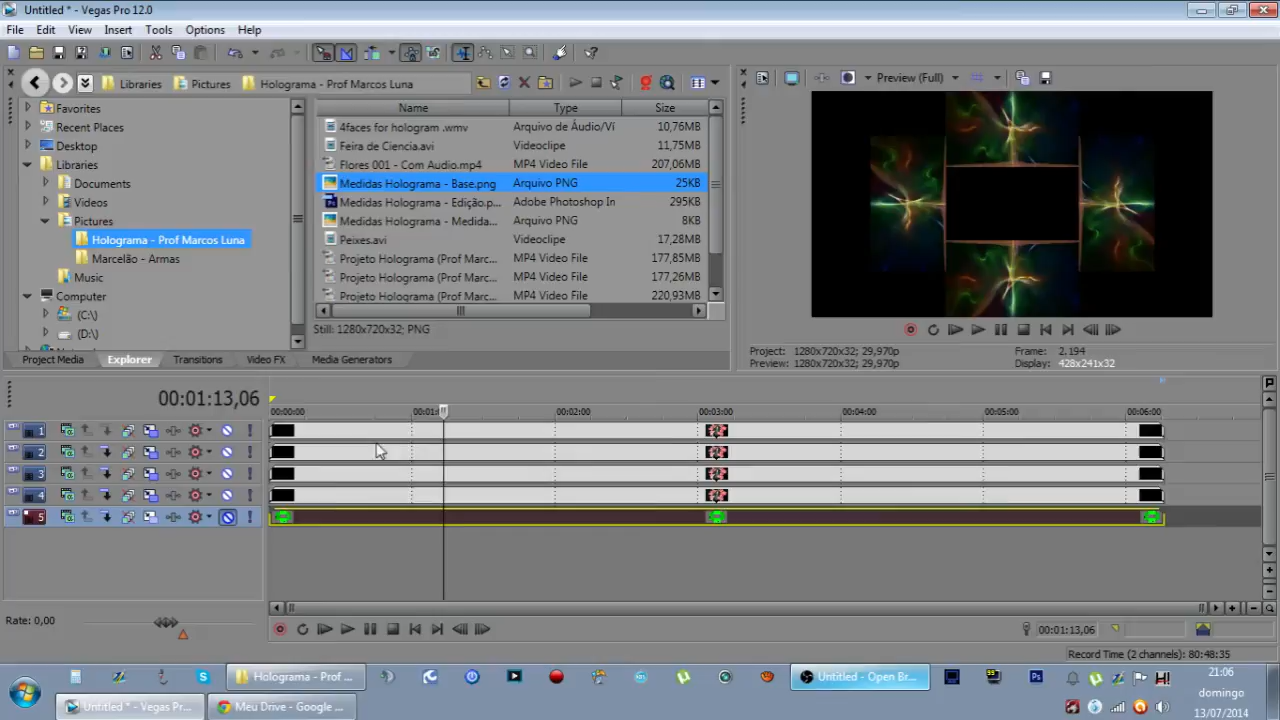 Untitled * - Vegas Pro 12.0
File Edit View Insert Tools Options Help
Libraries Pictures Holograma - Prof Marcos Luna
Preview (Full)
Favorites
Recent Places
Desktop
Libraries
Documents
Videos
Pictures
Holograma - Prof Marcos Luna
Marcelão - Armas
Music
Computer
(C:)
(D:)
Name Type Size
4faces for hologram .wmv Arquivo de Áudio/Ví 10,76MB
Feira de Ciencia.avi Videoclipe 11,75MB
Flores 001 - Com Audio.mp4 MP4 Video File 207,06MB
Medidas Holograma - Base.png Arquivo PNG 25KB
Medidas Holograma - Edição.p... Adobe Photoshop In 295KB
Medidas Holograma - Medida... Arquivo PNG 8KB
Peixes.avi Videoclipe 17,28MB
Projeto Holograma (Prof Marc... MP4 Video File 177,85MB
Projeto Holograma (Prof Marc... MP4 Video File 177,26MB
Projeto Holograma (Prof Marc... MP4 Video File 220,93MB
Still: 1280x720x32; PNG
Project Media Explorer Transitions Video FX Media Generators
Project: 1280x720x32; 29,970p Frame: 2.194
Preview: 1280x720x32; 29,970p Display: 428x241x32
00:01:13,06
00:00:00 00:01: 00:02:00 00:03:00 00:04:00 00:05:00 00:06:00
1
2
3
4
5
Rate: 0,00
00:01:13,06
Record Time (2 channels): 80:48:35
Holograma - Prof ... Untitled - Open Br...
Untitled * - Vegas Pr... Meu Drive - Google ...
21:06
domingo
13/07/2014